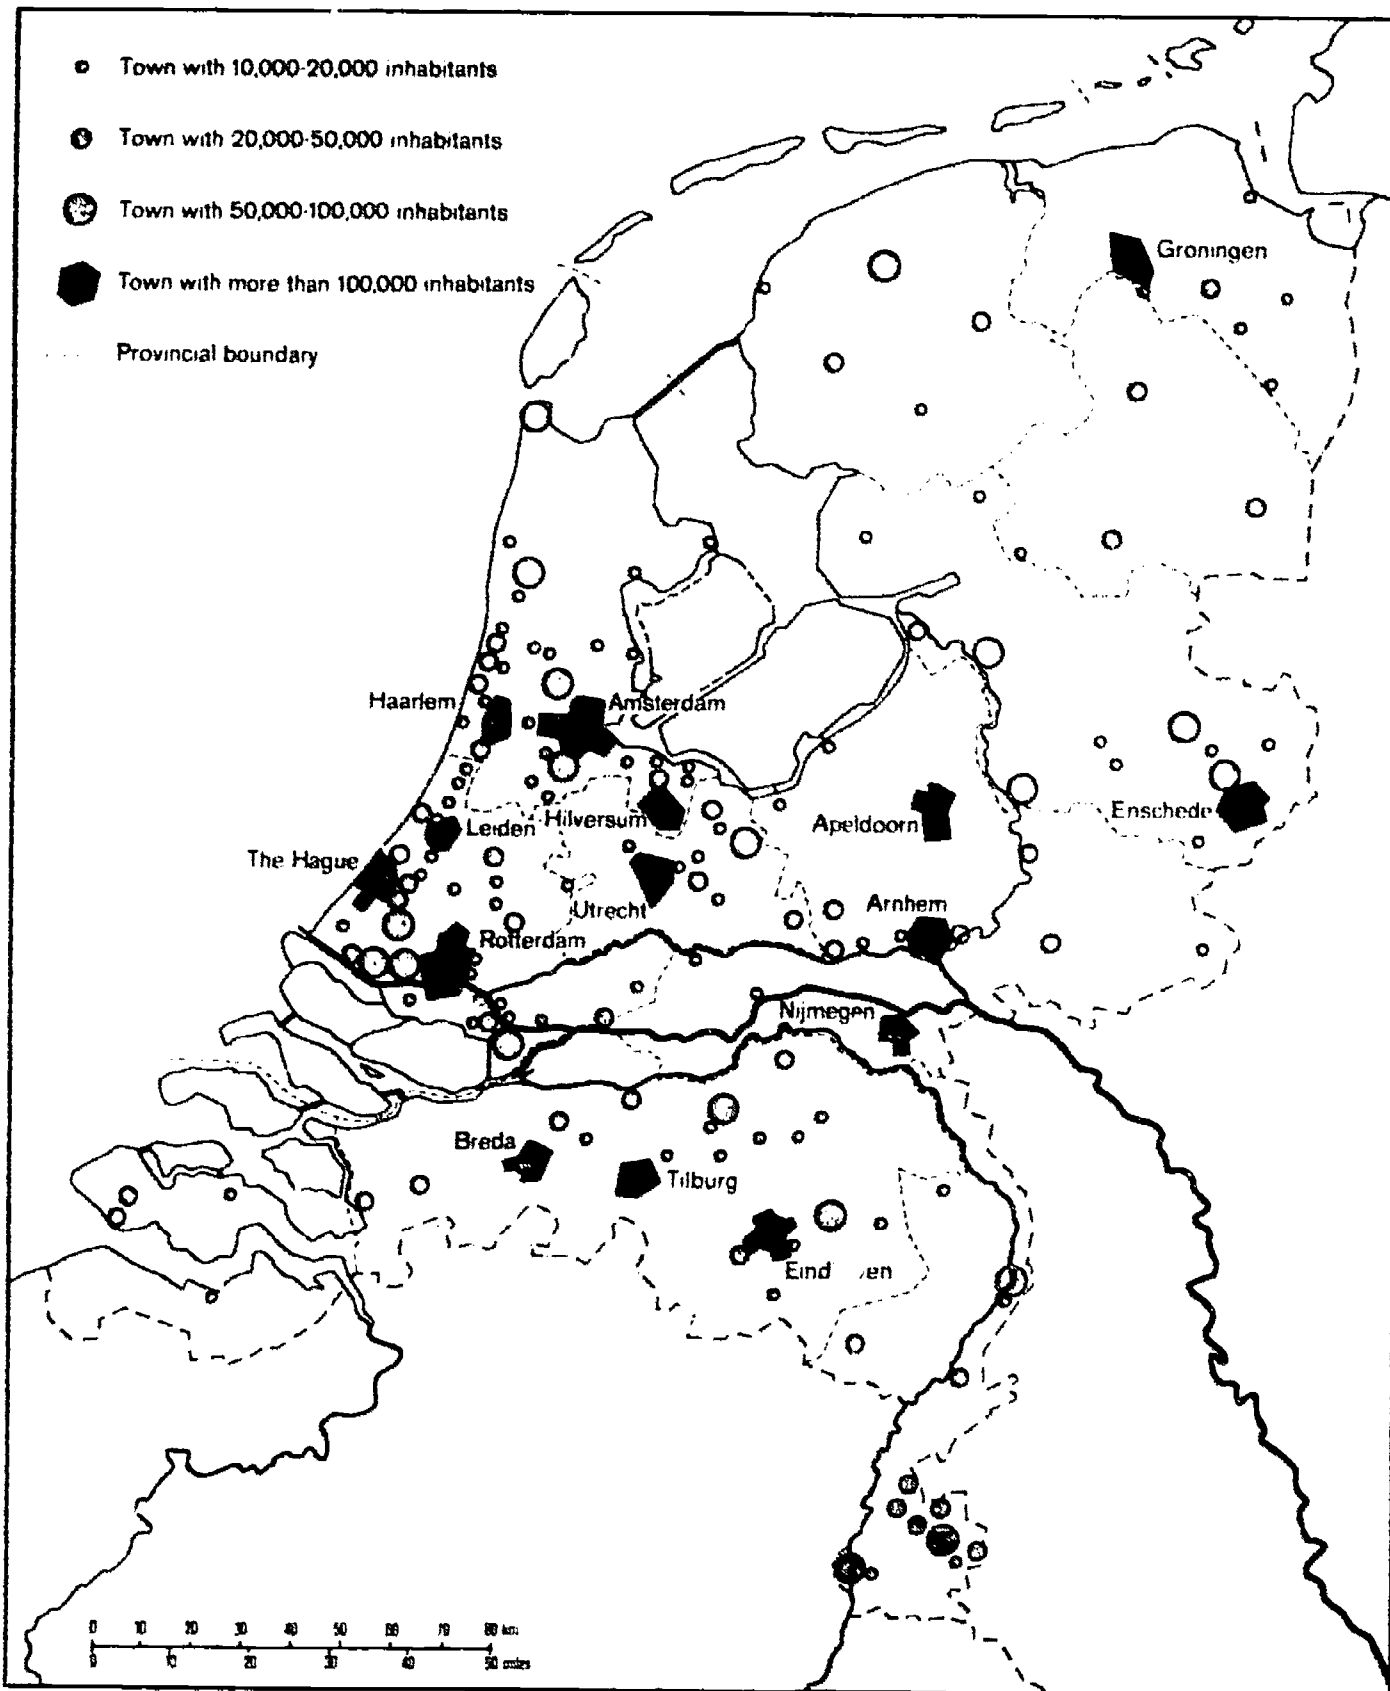 Town with 10,000-20,000 inhabitants
Town with 20,000-50,000 inhabitants
Town with 50,000-100,000 inhabitants
Town with more than 100,000 inhabitants
Provincial boundary
Groningen
Haarlem
Amsterdam
Leiden
Hilversum
Apeldoorn
Enschede
The Hague
Utrecht
Arnhem
Rotterdam
Nijmegen
Breda
Tilburg
Eind en
0 10 20 30 40 50 60 70 80 km
0 10 20 30 40 50 miles